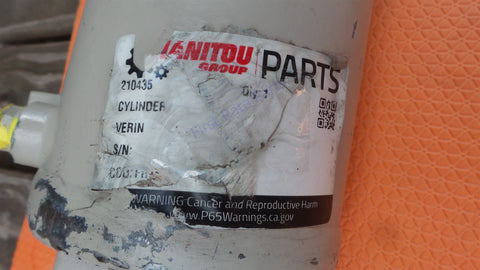 MANITOU
GROUP
PARTS
210435
CYLINDER
VERIN
S/N:
WARNING Cancer and Reproductive Harm
www.P65Warnings.ca.gov